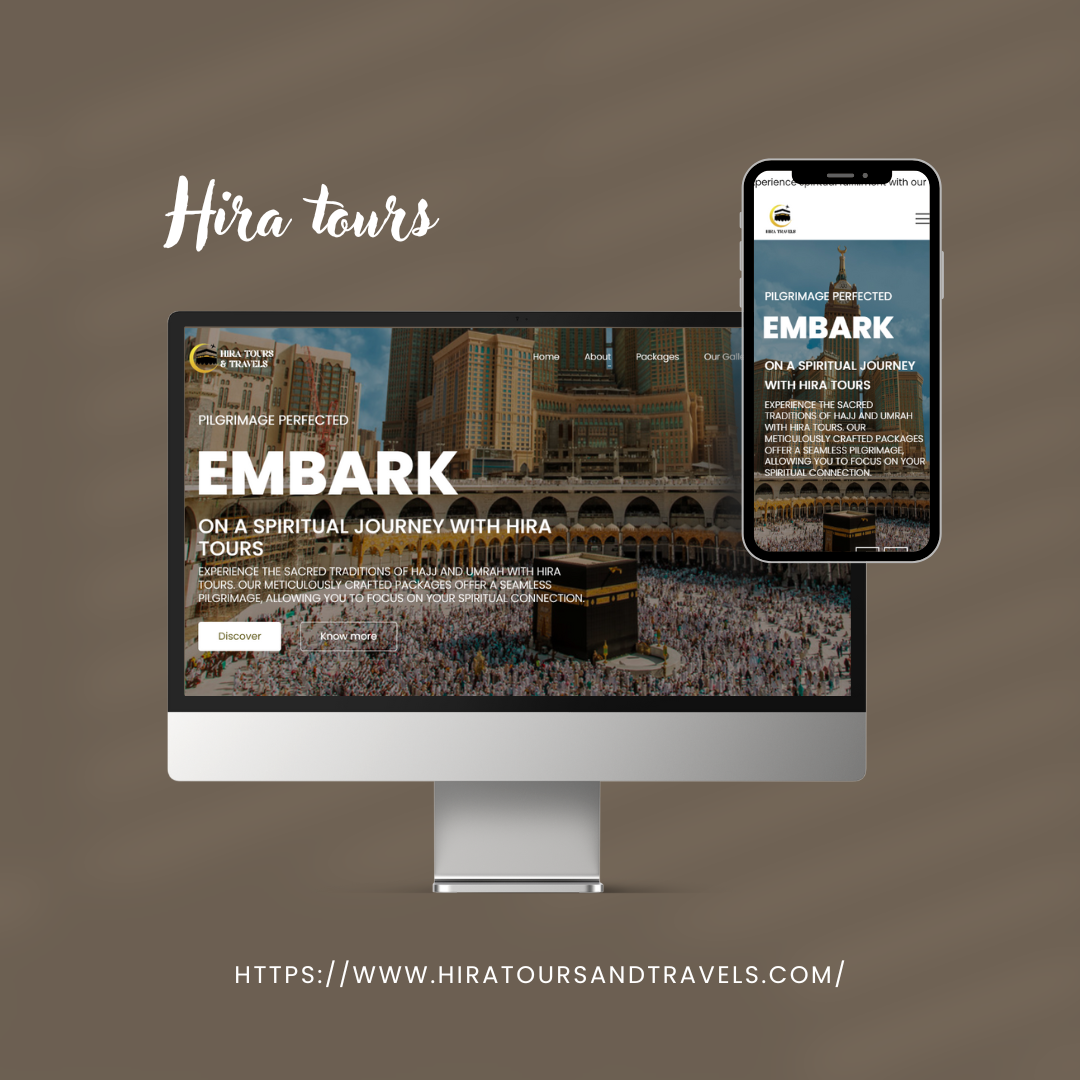 Hira tours
HIRA TOURS
& TRAVELS
Home About Packages Our
PILGRIMAGE PERFECTED
EMBARK
ON A SPIRITUAL JOURNEY WITH HIRA
TOURS
EXPERIENCE THE SACRED TRADITIONS OF HAJJ AND UMRAH WITH HIRA
TOURS. OUR METICULOUSLY CRAFTED PACKAGES OFFER A SEAMLESS
PILGRIMAGE, ALLOWING YOU TO FOCUS ON YOUR SPIRITUAL CONNECTION.
Discover Know more
with our
HIRA TRAVELS
PILGRIMAGE PERFECTED
EMBARK
ON A SPIRITUAL JOURNEY
WITH HIRA TOURS
EXPERIENCE THE SACRED
TRADITIONS OF HAJJ AND UMRAH
WITH HIRA TOURS. OUR
METICULOUSLY CRAFTED PACKAGES
OFFER A SEAMLESS PILGRIMAGE,
ALLOWING YOU TO FOCUS ON YOUR
SPIRITUAL CONNECTION.
HTTPS://WWW.HIRATOURSANDTRAVELS.COM/